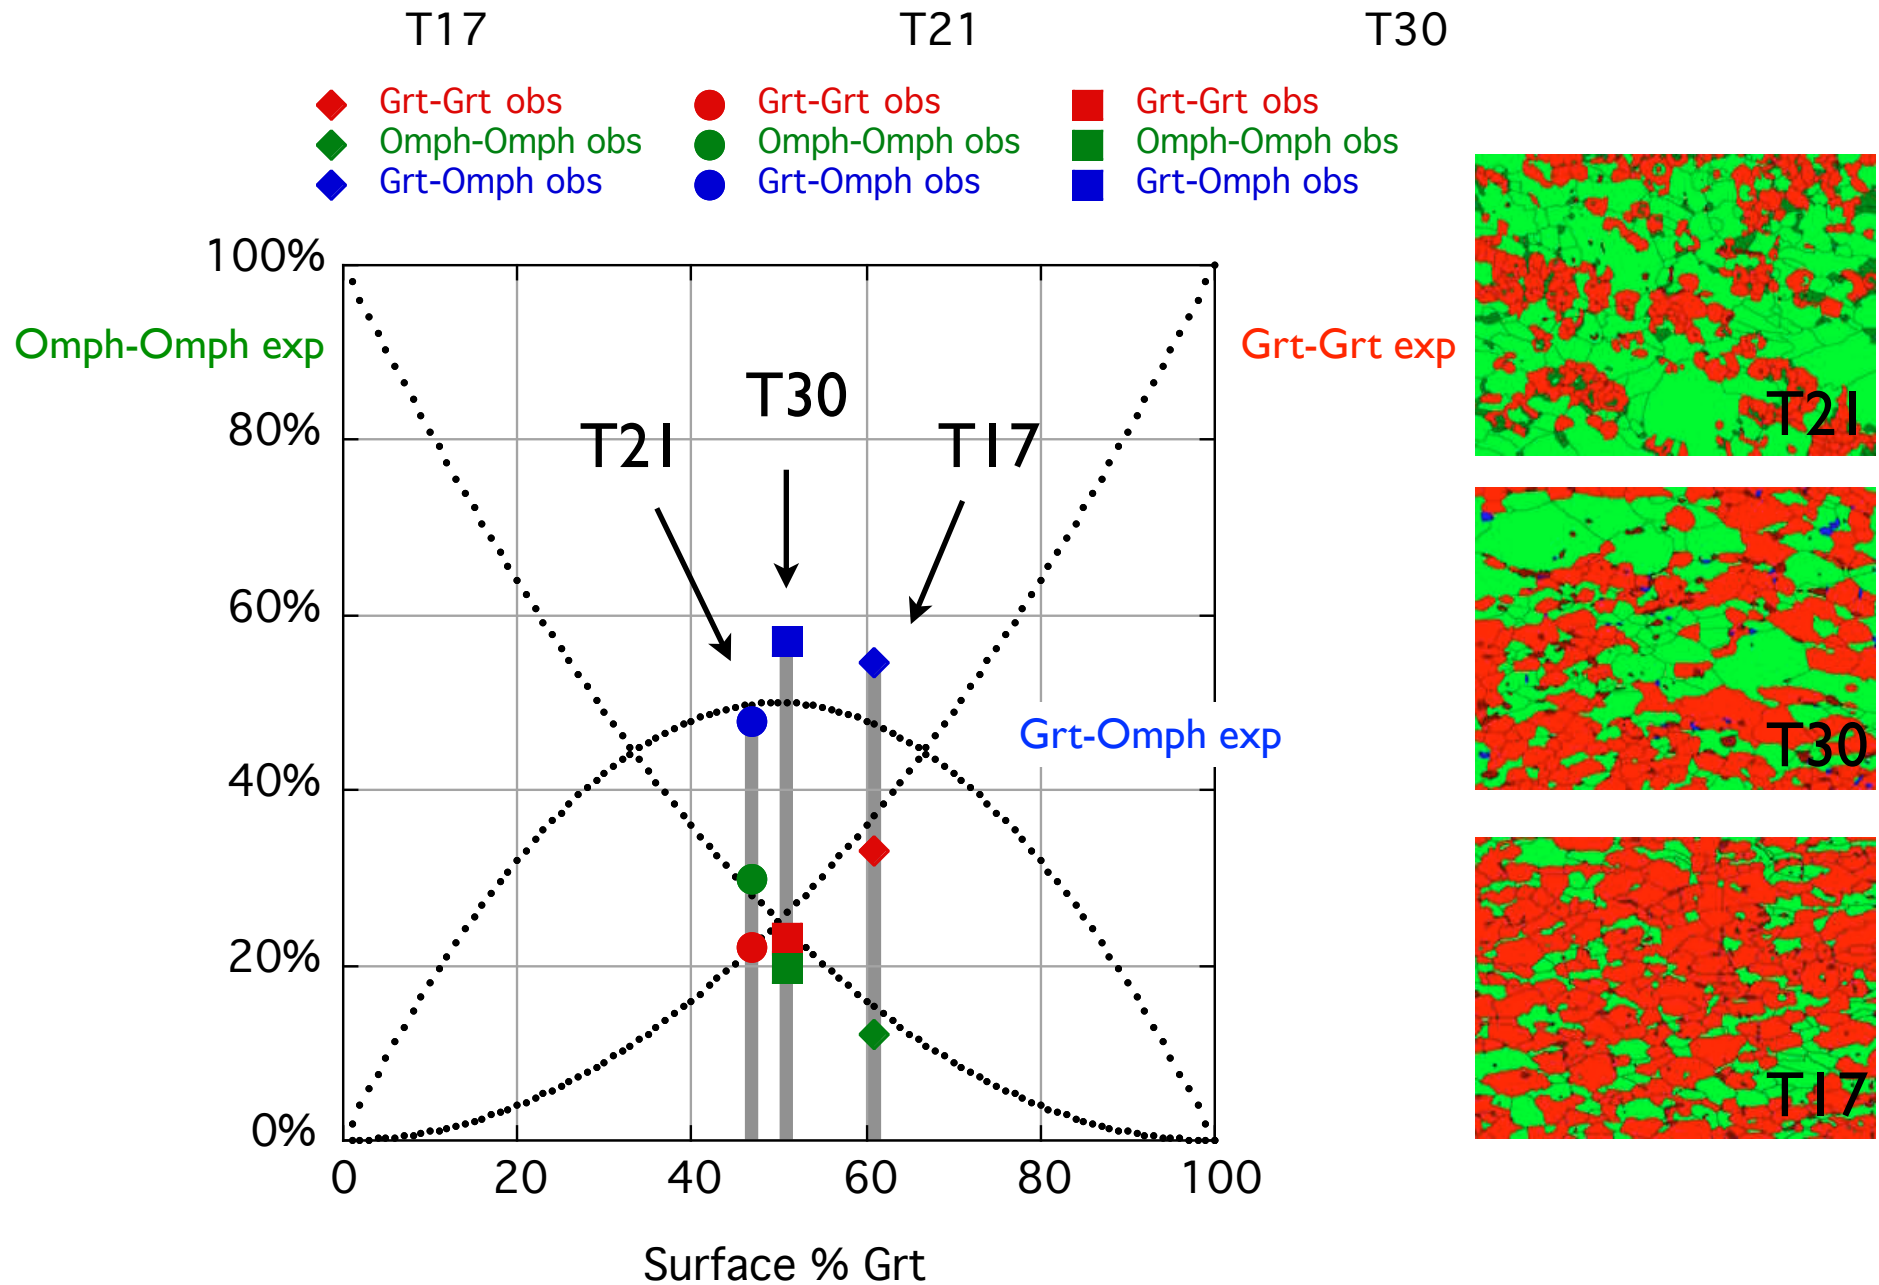 T17 T21 T30
Grt-Grt obs Grt-Grt obs Grt-Grt obs
Omph-Omph obs Omph-Omph obs Omph-Omph obs
Grt-Omph obs Grt-Omph obs Grt-Omph obs
100%
Omph-Omph exp
Grt-Grt exp
T30
T21
T17
80%
60%
Grt-Omph exp
40%
20%
0%
0 20 40 60 80 100
Surface % Grt
T21
T30
T17